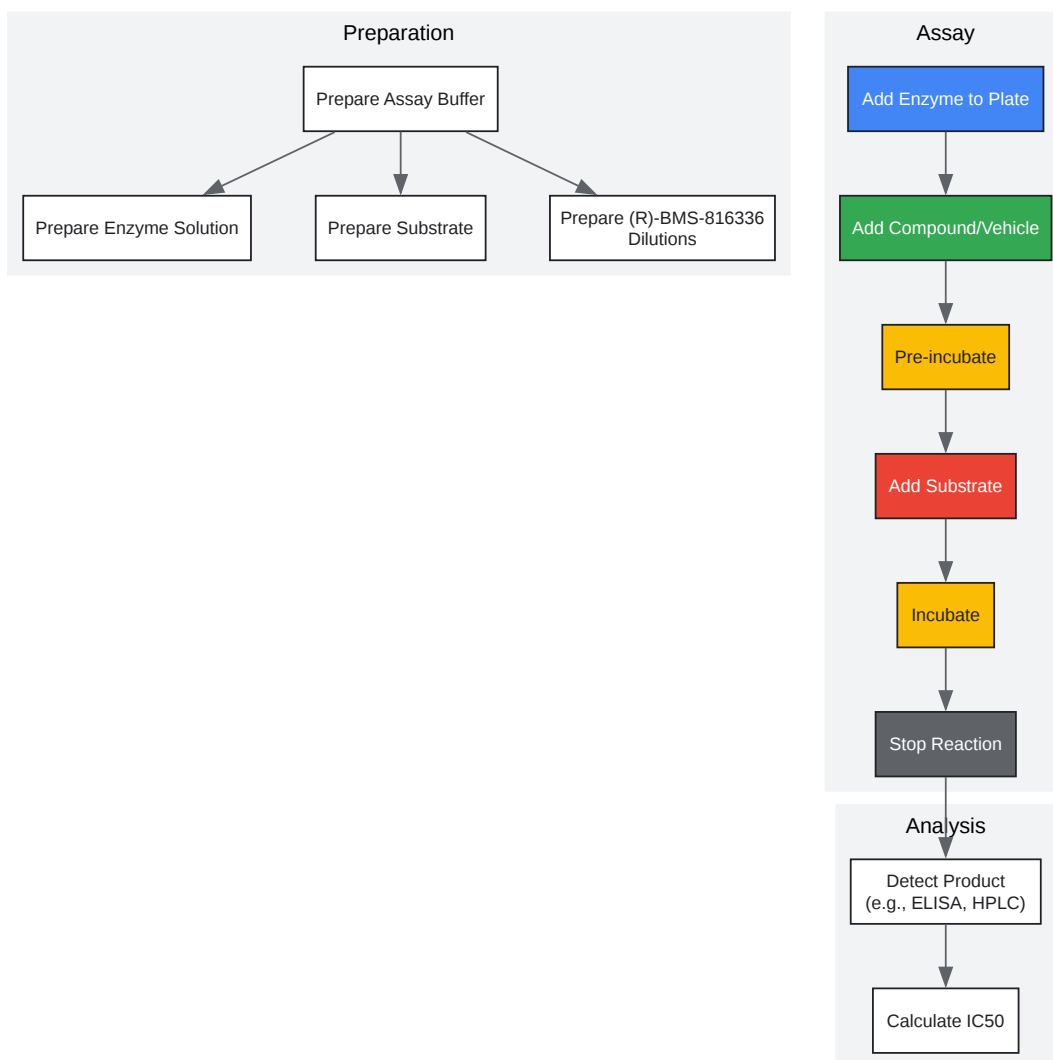 Preparation
Prepare Assay Buffer
Prepare Enzyme Solution
Prepare Substrate
Prepare (R)-BMS-816336
Dilutions
Assay
Add Enzyme to Plate
Add Compound/Vehicle
Pre-incubate
Add Substrate
Incubate
Stop Reaction
Analysis
Detect Product
(e.g., ELISA, HPLC)
Calculate IC50